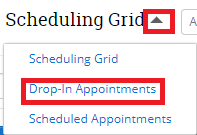 Scheduling Grid
A
Scheduling Grid
Drop-In Appointments
Scheduled Appointments